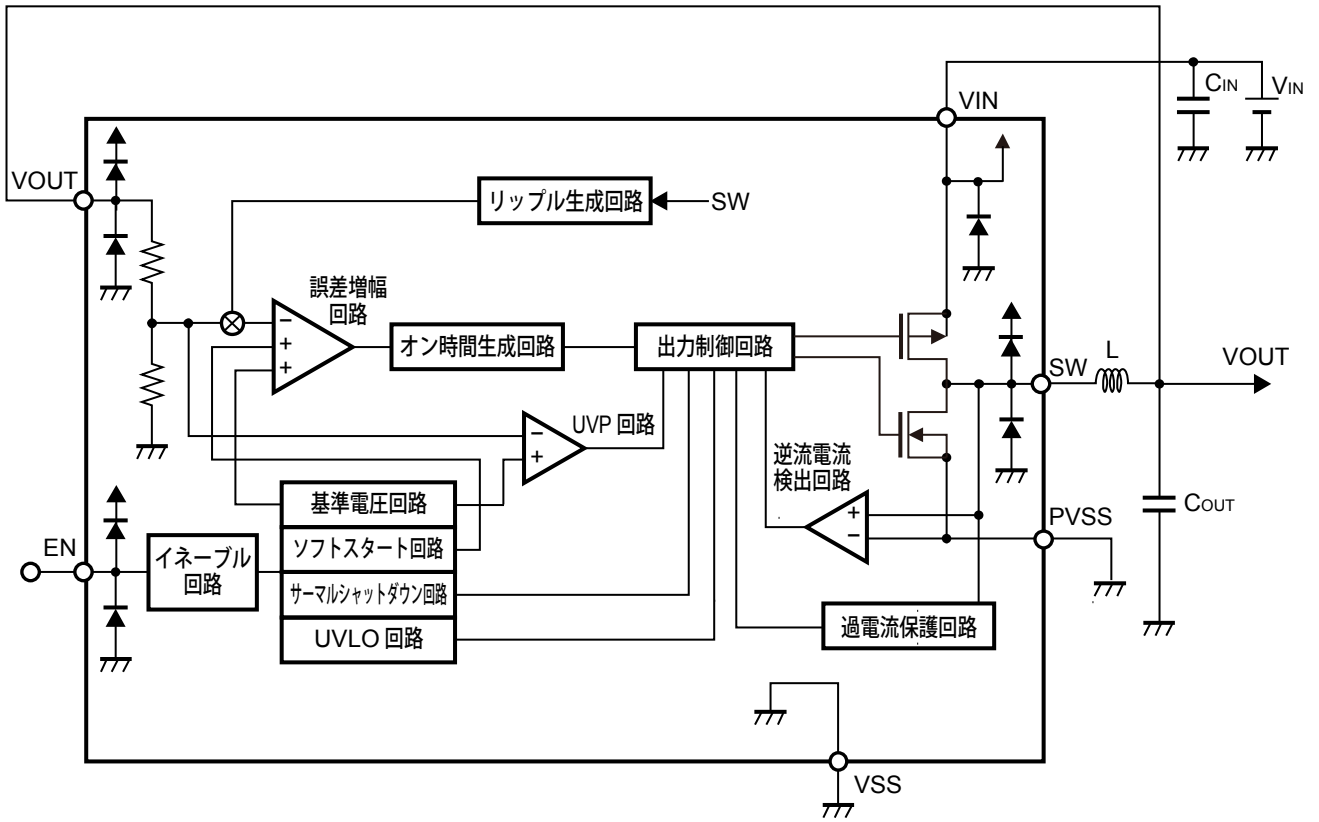 VIN
CIN
VIN
VOUT
リップル生成回路
SW
誤差増幅
回路
オン時間生成回路
出力制御回路
SW
L
VOUT
UVP 回路
逆流電流
検出回路
基準電圧回路
ソフトスタート回路
サーマルシャットダウン回路
UVLO 回路
EN
イネーブル
回路
PVSS
COUT
過電流保護回路
VSS
−
+
+
−
+
+
−